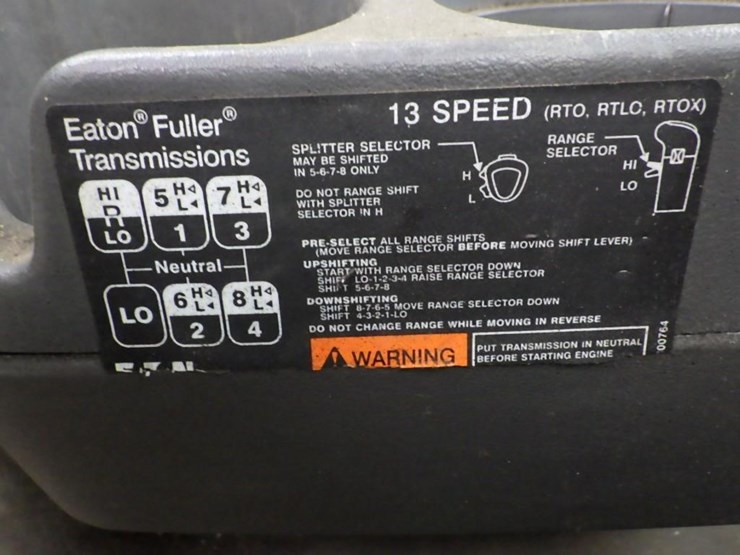 Eaton® Fuller®
Transmissions
HI
R
LO
5 H
L
1
7 H
L
3
Neutral
LO
6 H
L
2
8 H
L
4
13 SPEED (RTO, RTLO, RTOX)
SPLITTER SELECTOR
MAY BE SHIFTED
IN 5-6-7-8 ONLY
DO NOT RANGE SHIFT
WITH SPLITTER
SELECTOR IN H
H
L
RANGE
SELECTOR
HI
LO
PRE-SELECT ALL RANGE SHIFTS
(MOVE RANGE SELECTOR BEFORE MOVING SHIFT LEVER)
UPSHIFTING
START WITH RANGE SELECTOR DOWN
SHIFT LO-1-2-3-4 RAISE RANGE SELECTOR
SHIFT 5-6-7-8
DOWNSHIFTING
SHIFT 8-7-6-5 MOVE RANGE SELECTOR DOWN
SHIFT 4-3-2-1-LO
DO NOT CHANGE RANGE WHILE MOVING IN REVERSE
WARNING
PUT TRANSMISSION IN NEUTRAL
BEFORE STARTING ENGINE
00764